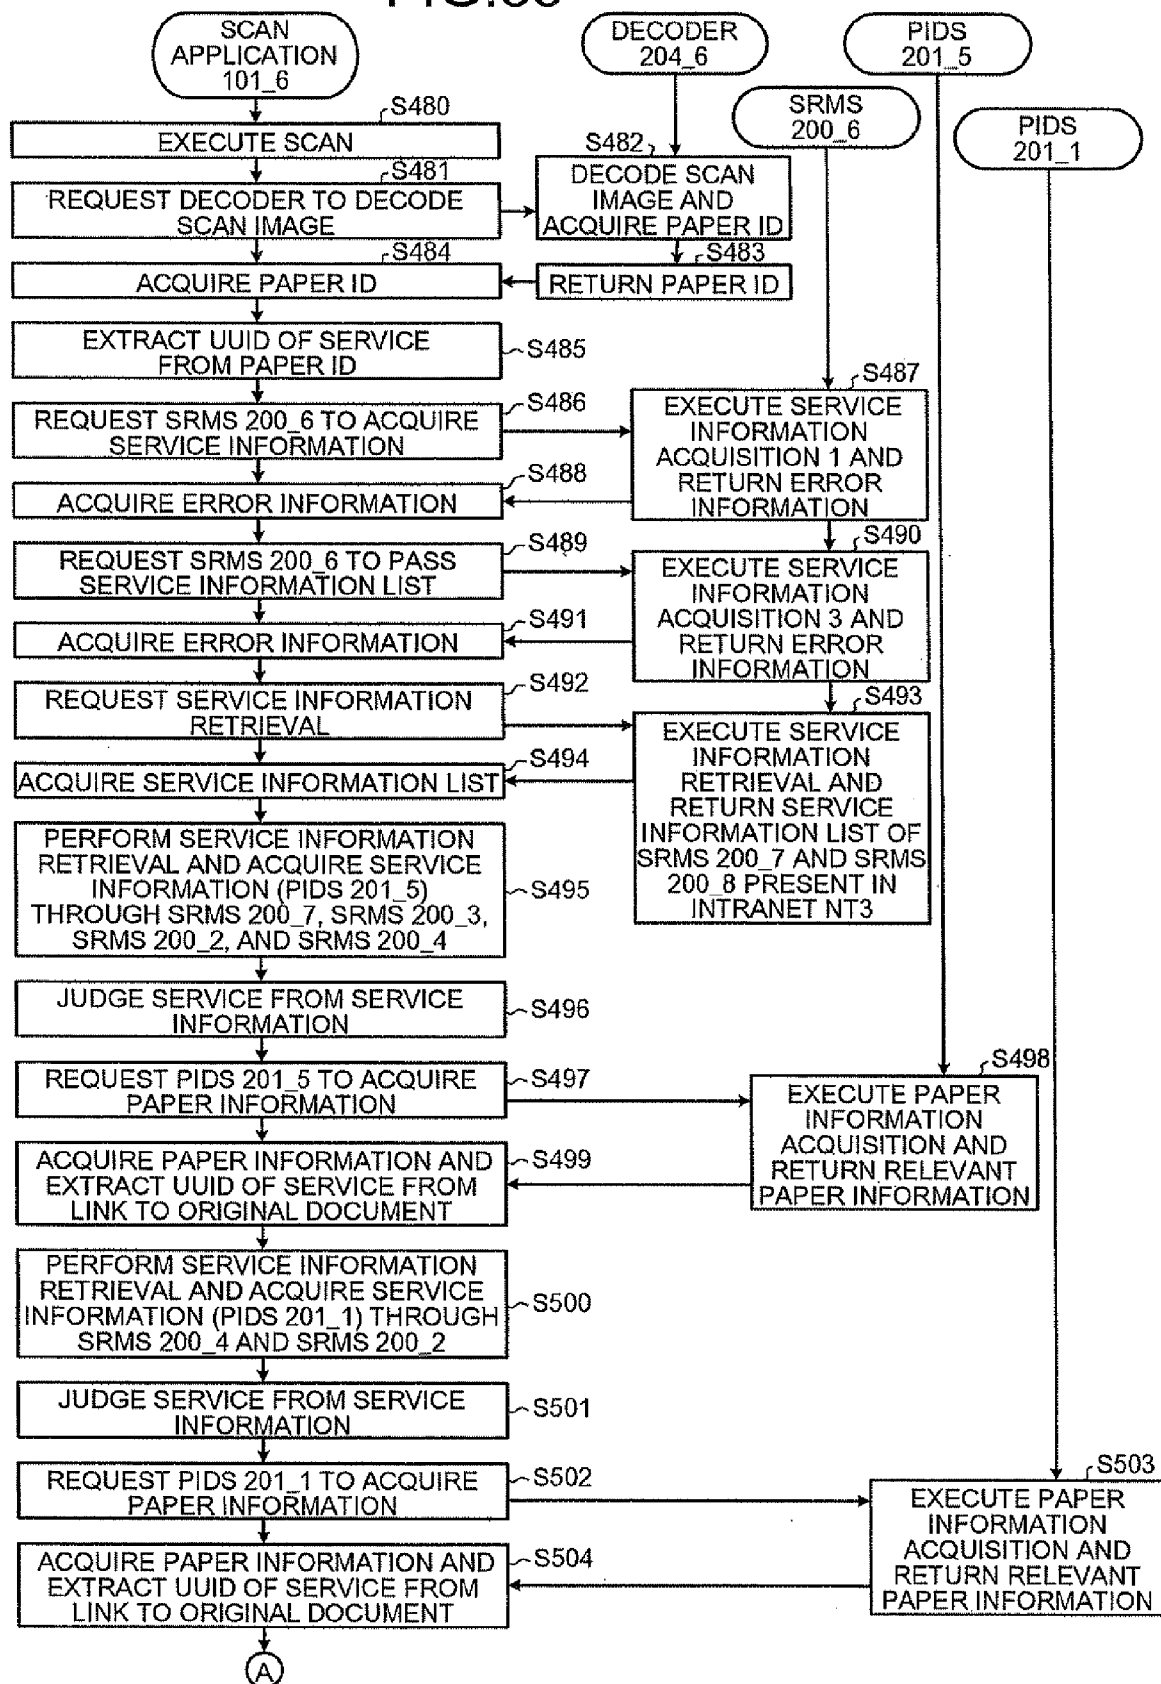 SCAN
APPLICATION
101_6
DECODER
204_6
PIDS
201_5
SRMS
200_6
PIDS
201_1
S480
EXECUTE SCAN
S481
REQUEST DECODER TO DECODE
SCAN IMAGE
S482
DECODE SCAN
IMAGE AND
ACQUIRE PAPER ID
S483
RETURN PAPER ID
S484
ACQUIRE PAPER ID
EXTRACT UUID OF SERVICE
FROM PAPER ID
S485
S486
REQUEST SRMS 200_6 TO ACQUIRE
SERVICE INFORMATION
S487
EXECUTE SERVICE
INFORMATION
ACQUISITION 1 AND
RETURN ERROR
INFORMATION
S488
ACQUIRE ERROR INFORMATION
S489
REQUEST SRMS 200_6 TO PASS
SERVICE INFORMATION LIST
S490
EXECUTE SERVICE
INFORMATION
ACQUISITION 3 AND
RETURN ERROR
INFORMATION
S491
ACQUIRE ERROR INFORMATION
S492
REQUEST SERVICE INFORMATION
RETRIEVAL
S493
EXECUTE SERVICE
INFORMATION
RETRIEVAL AND
RETURN SERVICE
INFORMATION LIST OF
SRMS 200_7 AND SRMS
200_8 PRESENT IN
INTRANET NT3
S494
ACQUIRE SERVICE INFORMATION LIST
PERFORM SERVICE INFORMATION
RETRIEVAL AND ACQUIRE SERVICE
INFORMATION (PIDS 201_5)
THROUGH SRMS 200_7, SRMS 200_3,
SRMS 200_2, AND SRMS 200_4
S495
JUDGE SERVICE FROM SERVICE
INFORMATION
S496
REQUEST PIDS 201_5 TO ACQUIRE
PAPER INFORMATION
S497
S498
EXECUTE PAPER
INFORMATION
ACQUISITION AND
RETURN RELEVANT
PAPER INFORMATION
ACQUIRE PAPER INFORMATION AND
EXTRACT UUID OF SERVICE FROM
LINK TO ORIGINAL DOCUMENT
S499
PERFORM SERVICE INFORMATION
RETRIEVAL AND ACQUIRE SERVICE
INFORMATION (PIDS 201_1) THROUGH
SRMS 200_4 AND SRMS 200_2
S500
JUDGE SERVICE FROM SERVICE
INFORMATION
S501
REQUEST PIDS 201_1 TO ACQUIRE
PAPER INFORMATION
S502
S503
EXECUTE PAPER
INFORMATION
ACQUISITION AND
RETURN RELEVANT
PAPER INFORMATION
ACQUIRE PAPER INFORMATION AND
EXTRACT UUID OF SERVICE FROM
LINK TO ORIGINAL DOCUMENT
S504
A